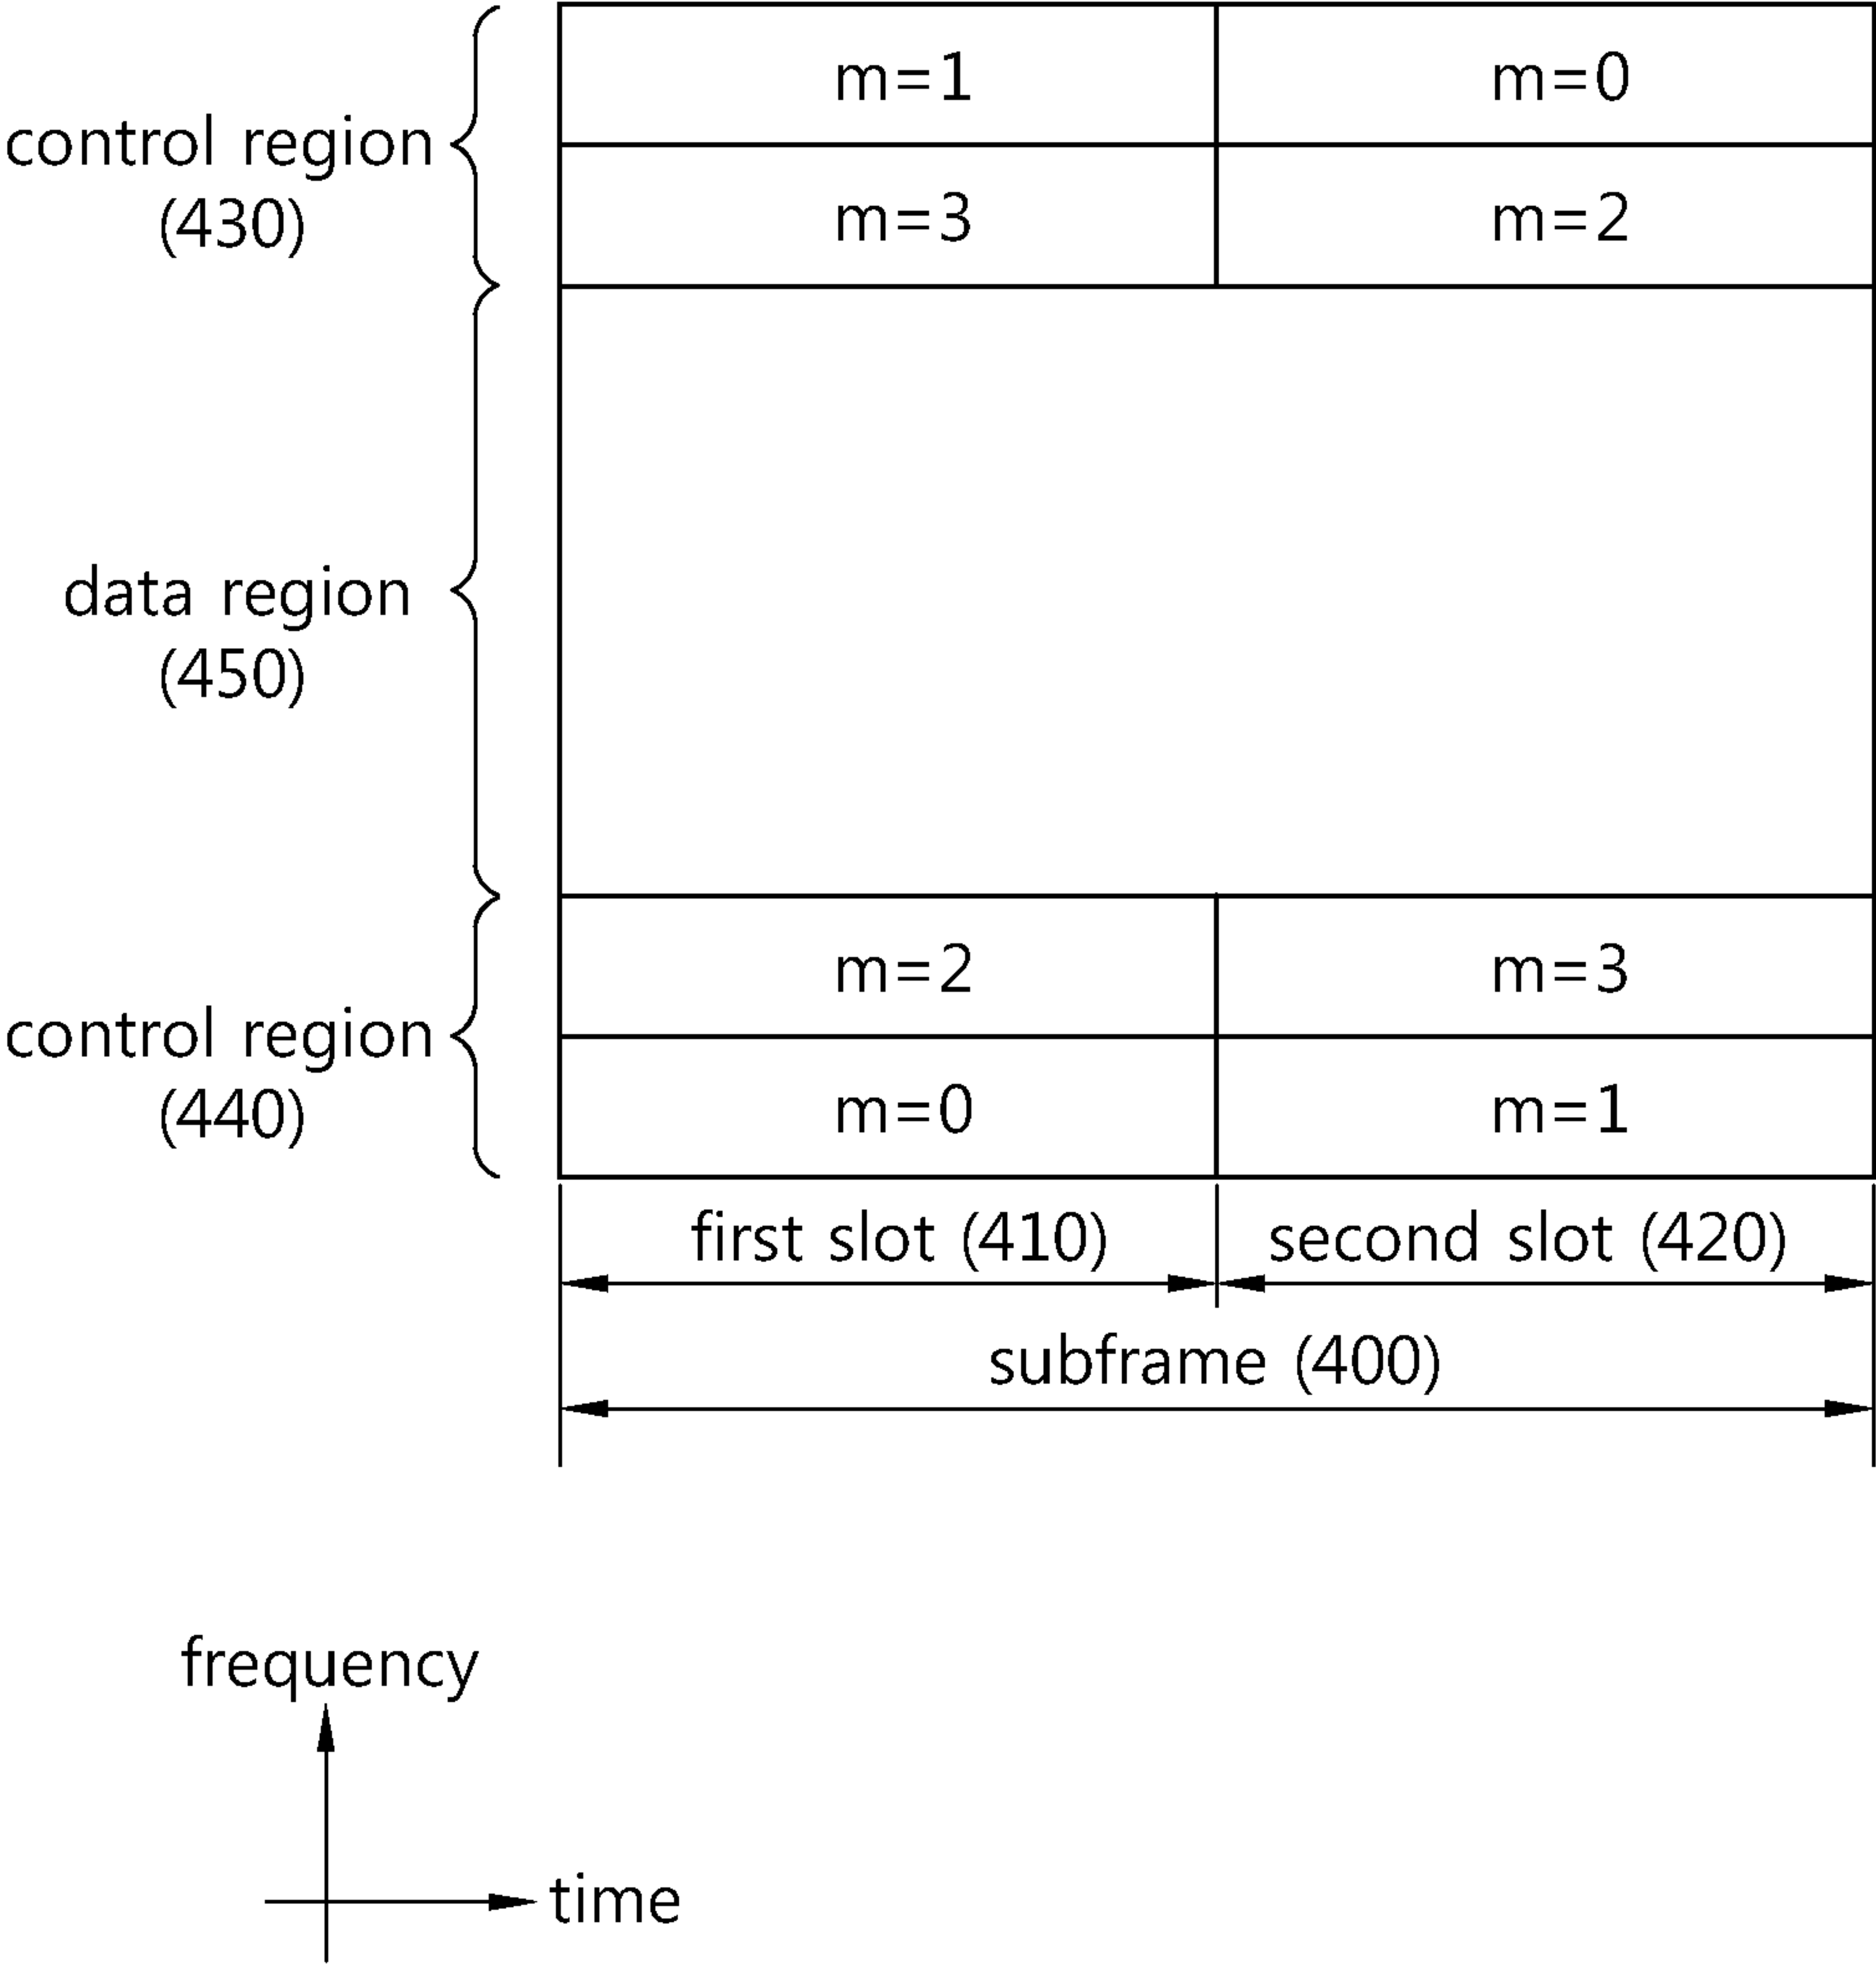 m=1 m=0
control region
(430)
m=3 m=2
data region
(450)
m=2 m=3
control region
(440)
m=0 m=1
first slot (410) second slot (420)
subframe (400)
frequency
time